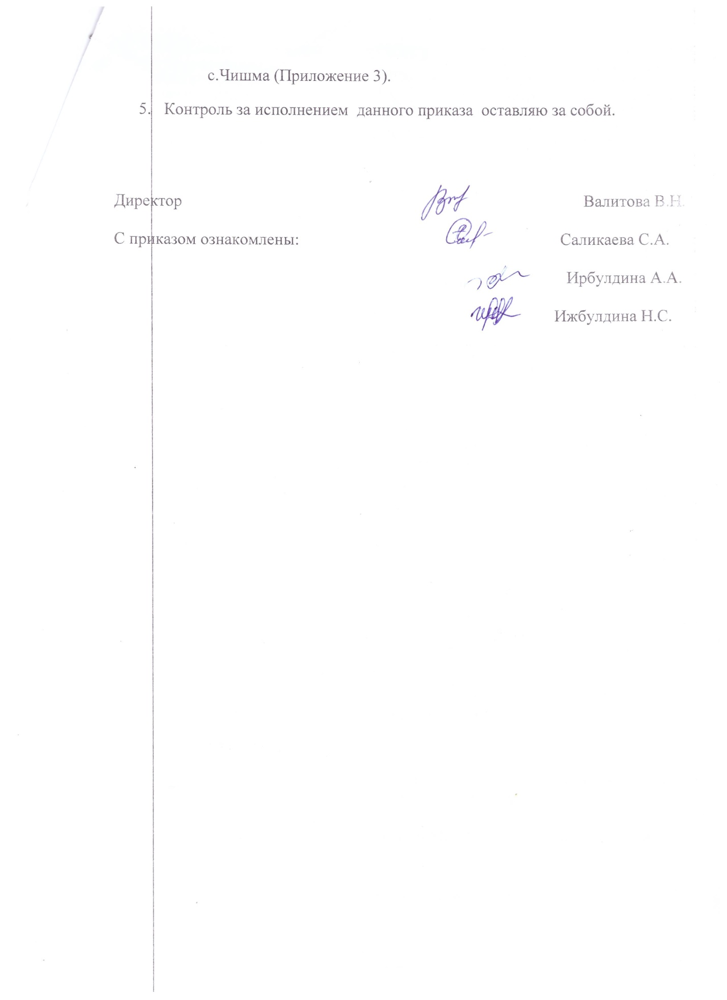 с.Чишма (Приложение 3).
5. Контроль за исполнением данного приказа оставляю за собой.
Директор Валитова В.Н.
С приказом ознакомлены: Саликаева С.А.
Ирбулдина А.А.
Ижбулдина Н.С.